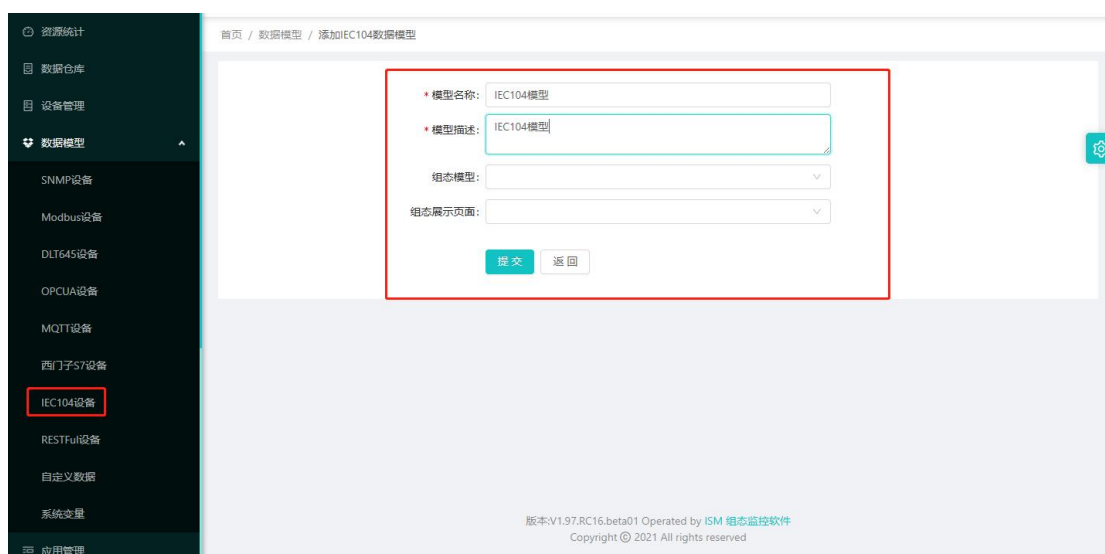 资源统计
数据仓库
设备管理
数据模型
SNMP设备
Modbus设备
DLT645设备
OPCUA设备
MQTT设备
西门子S7设备
IEC104设备
RESTFul设备
自定义数据
系统变量
应用管理
首页 / 数据模型 / 添加IEC104数据模型
* 模型名称: IEC104模型
* 模型描述: IEC104模型
组态模型:
组态展示页面:
提 交 返 回
版本:V1.97.RC16.beta01 Operated by ISM 组态监控软件
Copyright © 2021 All rights reserved